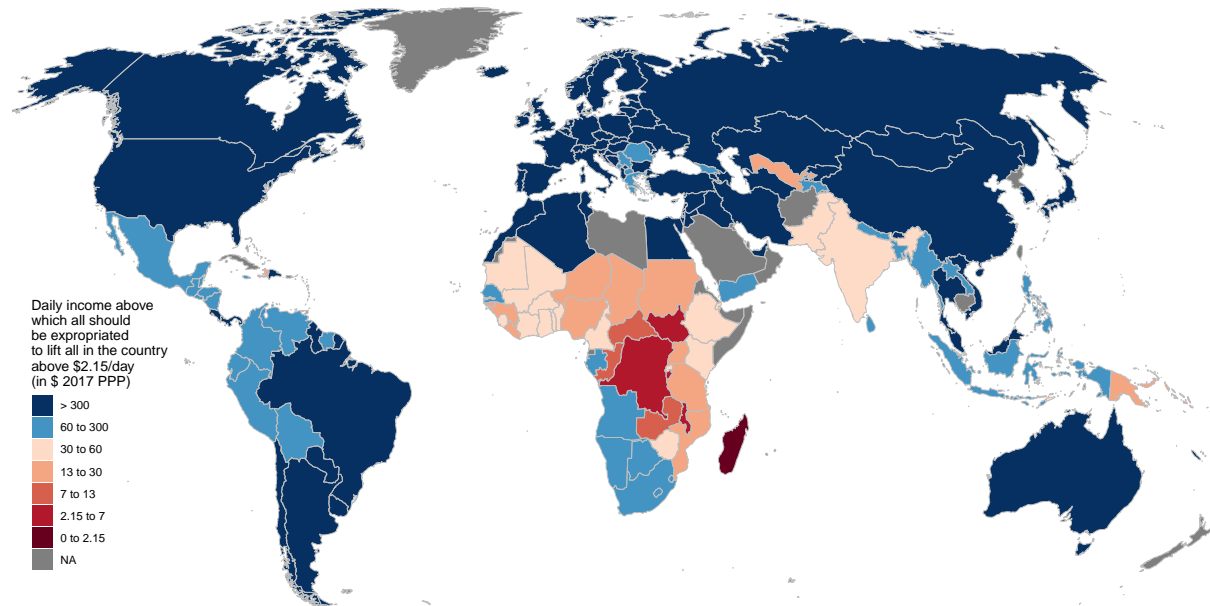 Daily income above
which all should
be expropriated
to lift all in the country
above $2.15/day
(in $ 2017 PPP)
> 300
60 to 300
30 to 60
13 to 30
7 to 13
2.15 to 7
0 to 2.15
NA